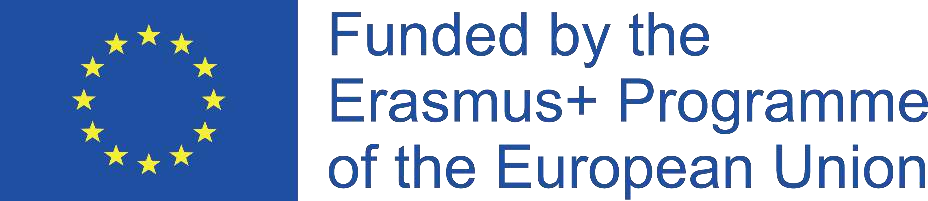 Funded by the
Erasmus+ Programme
of the European Union